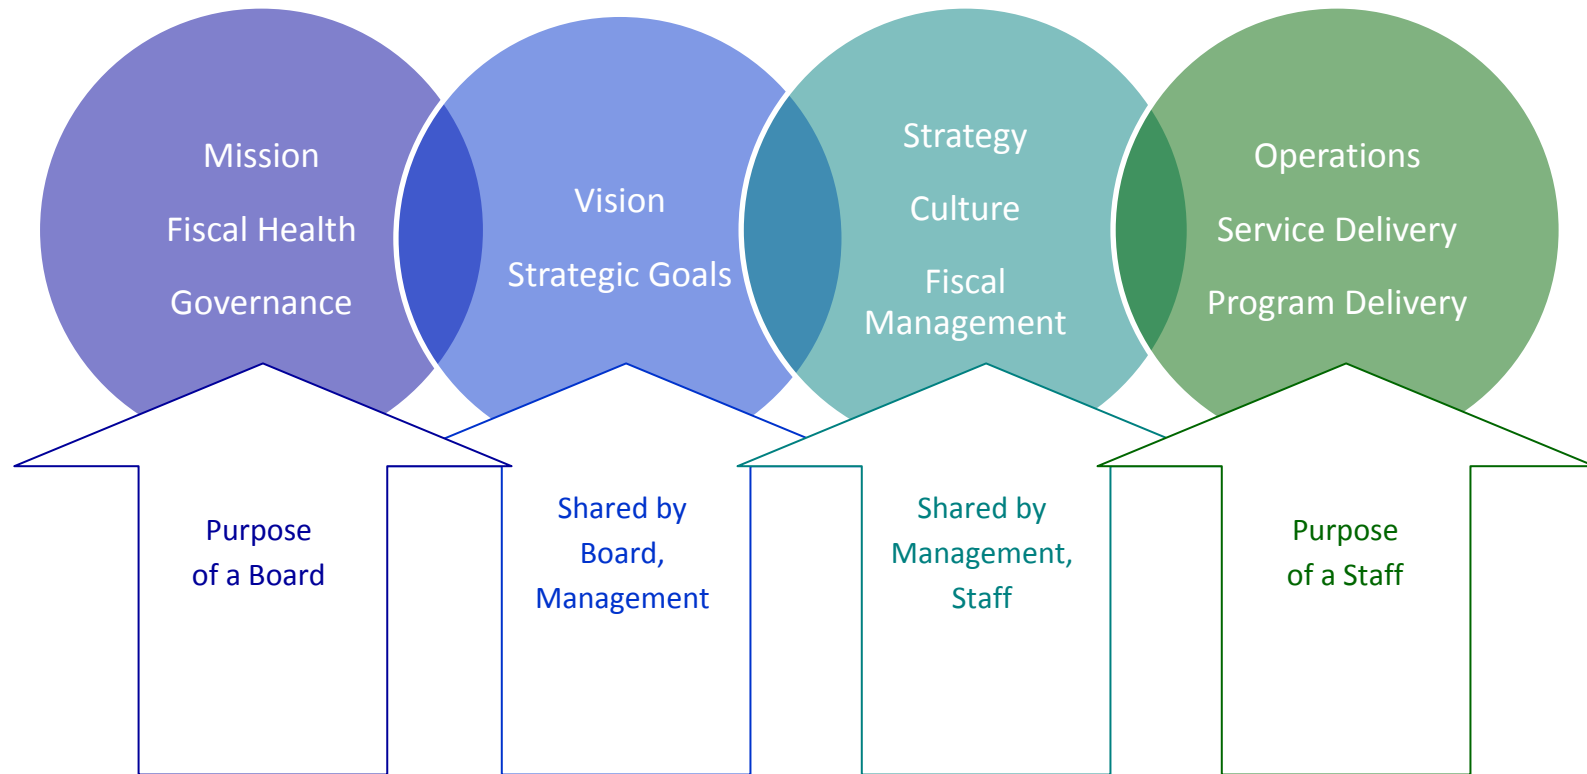 Mission
Fiscal Health
Governance
Vision
Strategic Goals
Strategy
Culture
Fiscal
Management
Operations
Service Delivery
Program Delivery
Purpose
of a Board
Shared by
Board,
Management
Shared by
Management,
Staff
Purpose
of a Staff